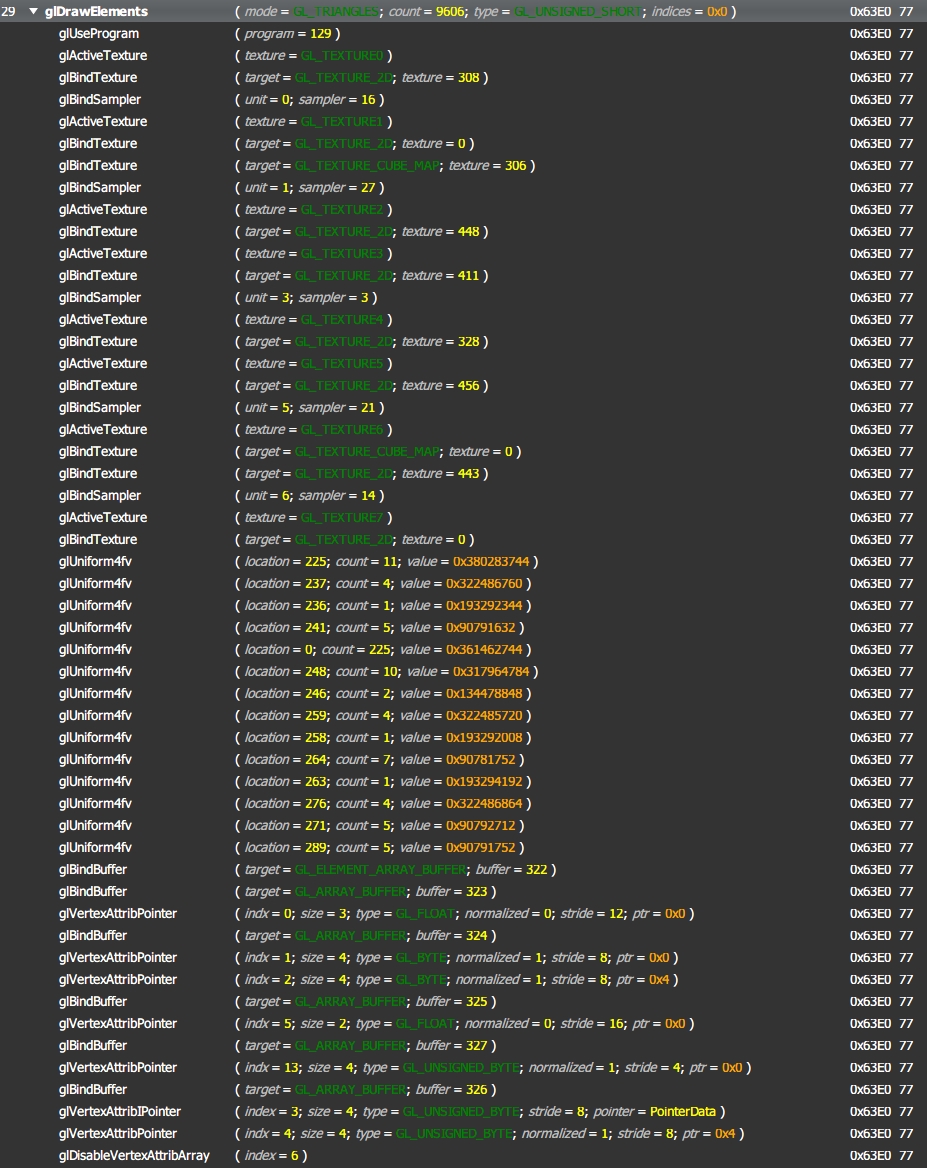 29 ▼ glDrawElements ( mode = GL_TRIANGLES; count = 9606; type = GL_UNSIGNED_SHORT; indices = 0x0 ) 0x63E0 77
glUseProgram ( program = 129 ) 0x63E0 77
glActiveTexture ( texture = GL_TEXTURE0 ) 0x63E0 77
glBindTexture ( target = GL_TEXTURE_2D; texture = 308 ) 0x63E0 77
glBindSampler ( unit = 0; sampler = 16 ) 0x63E0 77
glActiveTexture ( texture = GL_TEXTURE1 ) 0x63E0 77
glBindTexture ( target = GL_TEXTURE_2D; texture = 0 ) 0x63E0 77
glBindTexture ( target = GL_TEXTURE_CUBE_MAP; texture = 306 ) 0x63E0 77
glBindSampler ( unit = 1; sampler = 27 ) 0x63E0 77
glActiveTexture ( texture = GL_TEXTURE2 ) 0x63E0 77
glBindTexture ( target = GL_TEXTURE_2D; texture = 448 ) 0x63E0 77
glActiveTexture ( texture = GL_TEXTURE3 ) 0x63E0 77
glBindTexture ( target = GL_TEXTURE_2D; texture = 411 ) 0x63E0 77
glBindSampler ( unit = 3; sampler = 3 ) 0x63E0 77
glActiveTexture ( texture = GL_TEXTURE4 ) 0x63E0 77
glBindTexture ( target = GL_TEXTURE_2D; texture = 328 ) 0x63E0 77
glActiveTexture ( texture = GL_TEXTURE5 ) 0x63E0 77
glBindTexture ( target = GL_TEXTURE_2D; texture = 456 ) 0x63E0 77
glBindSampler ( unit = 5; sampler = 21 ) 0x63E0 77
glActiveTexture ( texture = GL_TEXTURE6 ) 0x63E0 77
glBindTexture ( target = GL_TEXTURE_CUBE_MAP; texture = 0 ) 0x63E0 77
glBindTexture ( target = GL_TEXTURE_2D; texture = 443 ) 0x63E0 77
glBindSampler ( unit = 6; sampler = 14 ) 0x63E0 77
glActiveTexture ( texture = GL_TEXTURE7 ) 0x63E0 77
glBindTexture ( target = GL_TEXTURE_2D; texture = 0 ) 0x63E0 77
glUniform4fv ( location = 225; count = 11; value = 0x380283744 ) 0x63E0 77
glUniform4fv ( location = 237; count = 4; value = 0x322486760 ) 0x63E0 77
glUniform4fv ( location = 236; count = 1; value = 0x193292344 ) 0x63E0 77
glUniform4fv ( location = 241; count = 5; value = 0x90791632 ) 0x63E0 77
glUniform4fv ( location = 0; count = 225; value = 0x361462744 ) 0x63E0 77
glUniform4fv ( location = 248; count = 10; value = 0x317964784 ) 0x63E0 77
glUniform4fv ( location = 246; count = 2; value = 0x134478848 ) 0x63E0 77
glUniform4fv ( location = 259; count = 4; value = 0x322485720 ) 0x63E0 77
glUniform4fv ( location = 258; count = 1; value = 0x193292008 ) 0x63E0 77
glUniform4fv ( location = 264; count = 7; value = 0x90781752 ) 0x63E0 77
glUniform4fv ( location = 263; count = 1; value = 0x193294192 ) 0x63E0 77
glUniform4fv ( location = 276; count = 4; value = 0x322486864 ) 0x63E0 77
glUniform4fv ( location = 271; count = 5; value = 0x90792712 ) 0x63E0 77
glUniform4fv ( location = 289; count = 5; value = 0x90791752 ) 0x63E0 77
glBindBuffer ( target = GL_ELEMENT_ARRAY_BUFFER; buffer = 322 ) 0x63E0 77
glBindBuffer ( target = GL_ARRAY_BUFFER; buffer = 323 ) 0x63E0 77
glVertexAttribPointer ( indx = 0; size = 3; type = GL_FLOAT; normalized = 0; stride = 12; ptr = 0x0 ) 0x63E0 77
glBindBuffer ( target = GL_ARRAY_BUFFER; buffer = 324 ) 0x63E0 77
glVertexAttribPointer ( indx = 1; size = 4; type = GL_BYTE; normalized = 1; stride = 8; ptr = 0x0 ) 0x63E0 77
glVertexAttribPointer ( indx = 2; size = 4; type = GL_BYTE; normalized = 1; stride = 8; ptr = 0x4 ) 0x63E0 77
glBindBuffer ( target = GL_ARRAY_BUFFER; buffer = 325 ) 0x63E0 77
glVertexAttribPointer ( indx = 5; size = 2; type = GL_FLOAT; normalized = 0; stride = 16; ptr = 0x0 ) 0x63E0 77
glBindBuffer ( target = GL_ARRAY_BUFFER; buffer = 327 ) 0x63E0 77
glVertexAttribPointer ( indx = 13; size = 4; type = GL_UNSIGNED_BYTE; normalized = 1; stride = 4; ptr = 0x0 ) 0x63E0 77
glBindBuffer ( target = GL_ARRAY_BUFFER; buffer = 326 ) 0x63E0 77
glVertexAttribIPointer ( index = 3; size = 4; type = GL_UNSIGNED_BYTE; stride = 8; pointer = PointerData ) 0x63E0 77
glVertexAttribPointer ( indx = 4; size = 4; type = GL_UNSIGNED_BYTE; normalized = 1; stride = 8; ptr = 0x4 ) 0x63E0 77
glDisableVertexAttribArray ( index = 6 ) 0x63E0 77